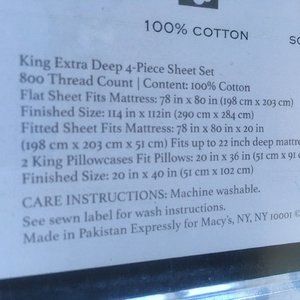 100% COTTON
King Extra Deep 4-Piece Sheet Set
800 Thread Count | Content: 100% Cotton
Flat Sheet Fits Mattress: 78 in x 80 in (198 cm x 203 cm)
Finished Size: 114 in x 112in (290 cm x 284 cm)
Fitted Sheet Fits Mattress: 78 in x 80 in x 20 in
(198 cm x 203 cm x 51 cm) Fits up to 22 inch deep mattre
2 King Pillowcases Fit Pillows: 20 in x 36 in (51 cm x 91 c
Finished Size: 20 in x 40 in (51 cm x 102 cm)
CARE INSTRUCTIONS: Machine washable.
See sewn label for wash instructions.
Made in Pakistan Expressly for Macy's, NY, NY 10001 ©